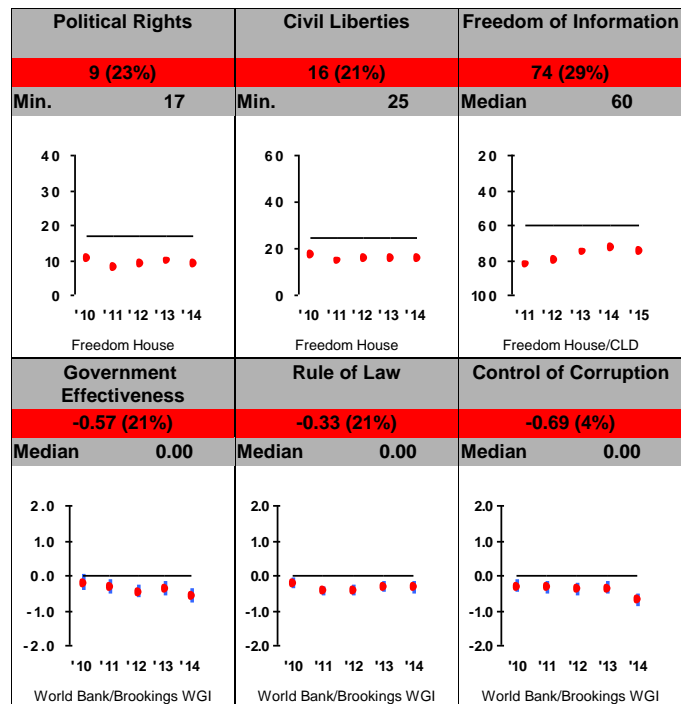 Political Rights
9 (23%)
Min. 17
40
30
20
10
0
'10 '11 '12 '13 '14
Freedom House
Civil Liberties
16 (21%)
Min. 25
60
40
20
0
'10 '11 '12 '13 '14
Freedom House
Freedom of Information
74 (29%)
Median 60
20
40
60
80
100
'11 '12 '13 '14 '15
Freedom House/CLD
Government
Effectiveness
-0.57 (21%)
Median 0.00
2.0
1.0
0.0
-1.0
-2.0
'10 '11 '12 '13 '14
World Bank/Brookings WGI
Rule of Law
-0.33 (21%)
Median 0.00
2.0
1.0
0.0
-1.0
-2.0
'10 '11 '12 '13 '14
World Bank/Brookings WGI
Control of Corruption
-0.69 (4%)
Median 0.00
2.0
1.0
0.0
-1.0
-2.0
'10 '11 '12 '13 '14
World Bank/Brookings WGI